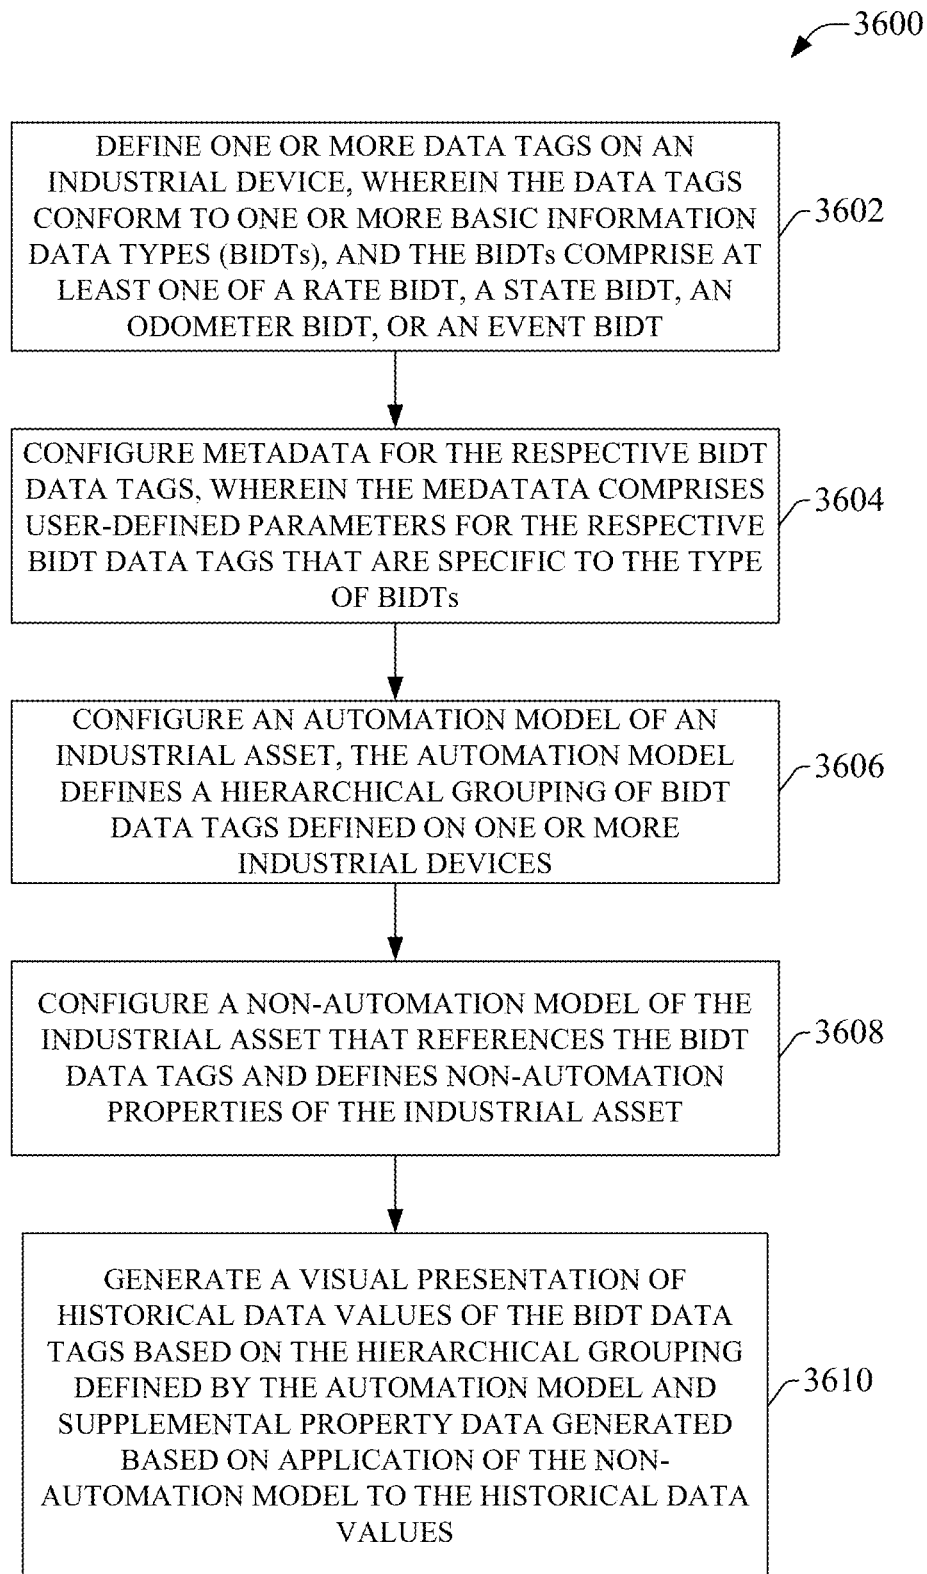 3600
DEFINE ONE OR MORE DATA TAGS ON AN
INDUSTRIAL DEVICE, WHEREIN THE DATA TAGS
CONFORM TO ONE OR MORE BASIC INFORMATION
DATA TYPES (BIDTs), AND THE BIDTs COMPRISE AT
LEAST ONE OF A RATE BIDT, A STATE BIDT, AN
ODOMETER BIDT, OR AN EVENT BIDT
3602
CONFIGURE METADATA FOR THE RESPECTIVE BIDT
DATA TAGS, WHEREIN THE MEDATATA COMPRISES
USER-DEFINED PARAMETERS FOR THE RESPECTIVE
BIDT DATA TAGS THAT ARE SPECIFIC TO THE TYPE
OF BIDTs
3604
CONFIGURE AN AUTOMATION MODEL OF AN
INDUSTRIAL ASSET, THE AUTOMATION MODEL
DEFINES A HIERARCHICAL GROUPING OF BIDT
DATA TAGS DEFINED ON ONE OR MORE
INDUSTRIAL DEVICES
3606
CONFIGURE A NON-AUTOMATION MODEL OF THE
INDUSTRIAL ASSET THAT REFERENCES THE BIDT
DATA TAGS AND DEFINES NON-AUTOMATION
PROPERTIES OF THE INDUSTRIAL ASSET
3608
GENERATE A VISUAL PRESENTATION OF
HISTORICAL DATA VALUES OF THE BIDT DATA
TAGS BASED ON THE HIERARCHICAL GROUPING
DEFINED BY THE AUTOMATION MODEL AND
SUPPLEMENTAL PROPERTY DATA GENERATED
BASED ON APPLICATION OF THE NON-
AUTOMATION MODEL TO THE HISTORICAL DATA
VALUES
3610